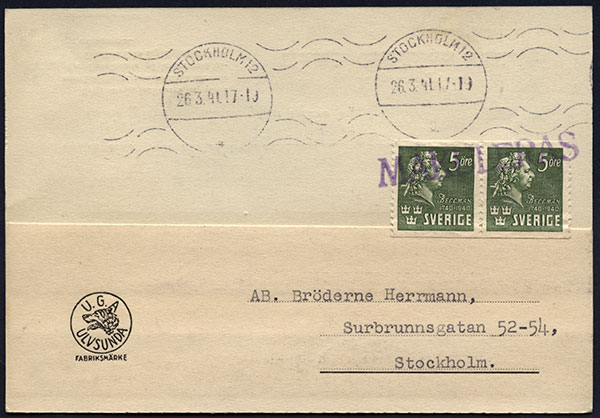 STOCKHOLM 12
26.3.41.17-19
STOCKHOLM 12
26.3.41.17-19
5 öre
BELLMAN
1740-1940
SVERIGE
5 öre
BELLMAN
1740-1940
SVERIGE
AB. Bröderne Herrmann,
Surbrunnsgatan 52-54,
Stockholm.
U.G.A
ULVSUNDA
FABRIKSMÄRKE